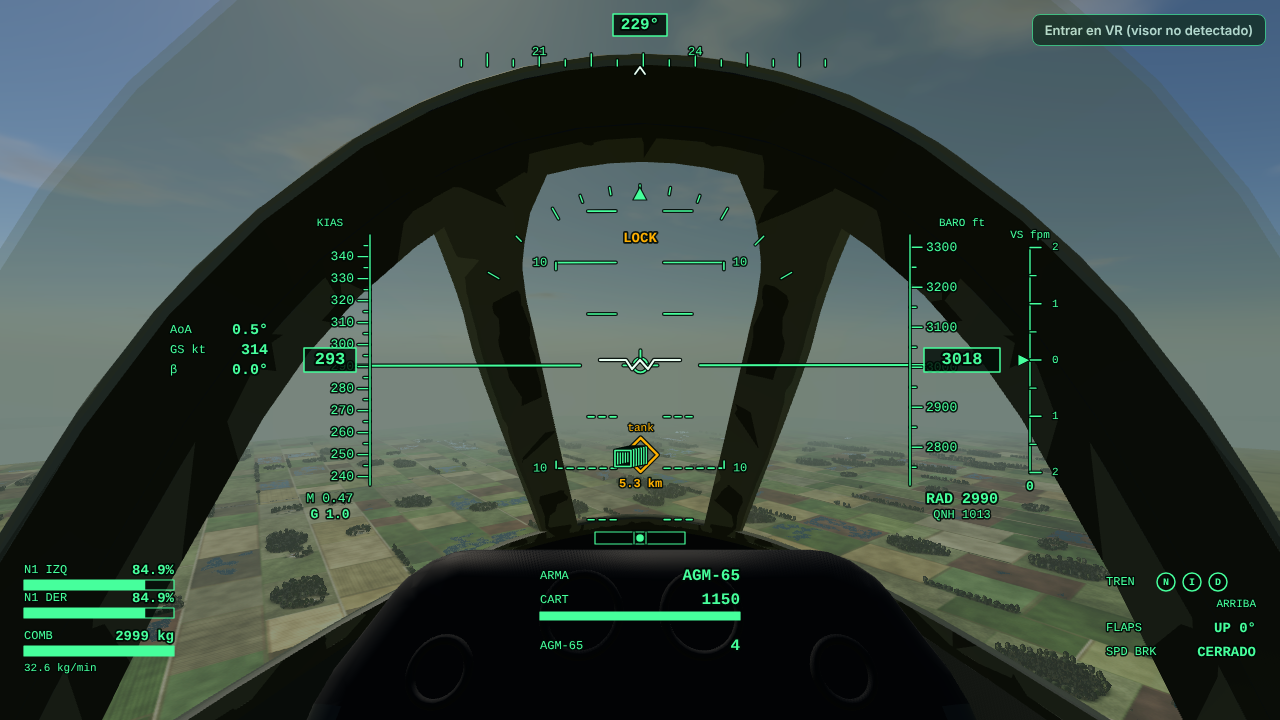 229°
Entrar en VR (visor no detectado)
21 24
KIAS
BARO ft
VS fpm
LOCK
10 10
340
330
320
310
300
293
280
270
260
250
240
3300
3200
3100
3018
2900
2800
2
1
0
1
2
0
AoA 0.5°
GS kt 314
β 0.0°
tank
10 10
5.3 km
M 0.47
G 1.0
RAD 2990
QNH 1013
N1 IZQ 84.9%
N1 DER 84.9%
COMB 2999 kg
32.6 kg/min
ARMA AGM-65
CART 1150
AGM-65 4
TREN N I D
ARRIBA
FLAPS UP 0°
SPD BRK CERRADO